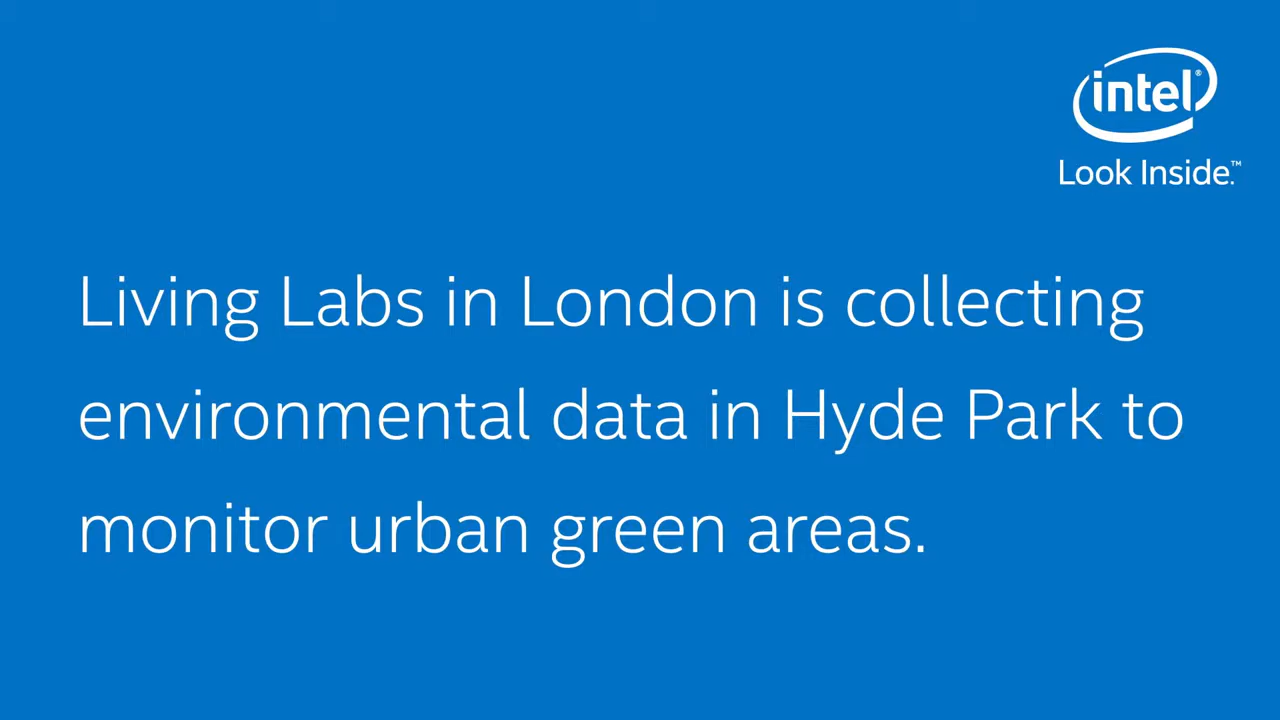 intel®
Look Inside.™
Living Labs in London is collecting
environmental data in Hyde Park to
monitor urban green areas.